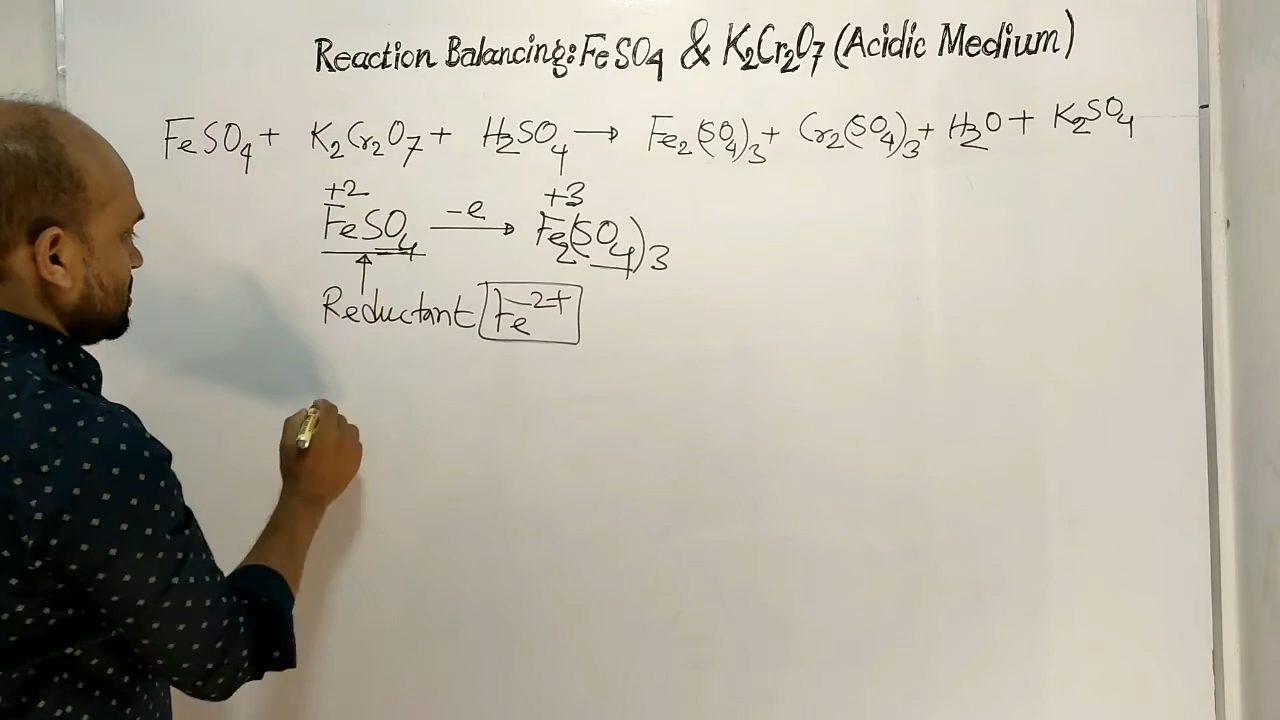 Reaction Balancing: FeSO4 & K2Cr2O7 (Acidic Medium)
FeSO4 + K2Cr2O7 + H2SO4 → Fe2(SO4)3 + Cr2(SO4)3 + H2O + K2SO4
+2 +3
FeSO4 -e → Fe2(SO4)3
Reductant Fe2+